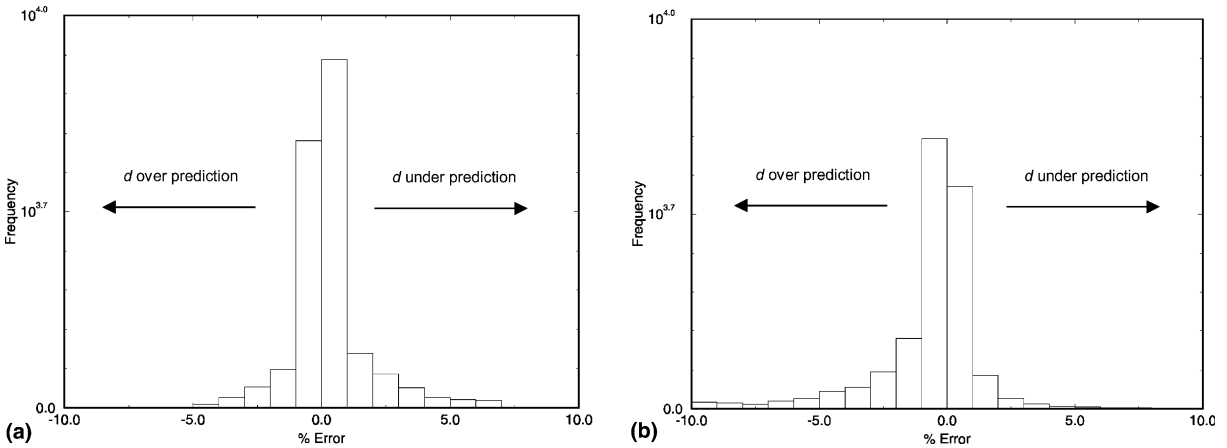 10^4.0
d over prediction
d under prediction
10^3.7
Frequency
0.0
-10.0 -5.0 0.0 5.0 10.0
% Error
(a)
10^4.0
d over prediction
d under prediction
10^3.7
Frequency
0.0
-10.0 -5.0 0.0 5.0 10.0
% Error
(b)